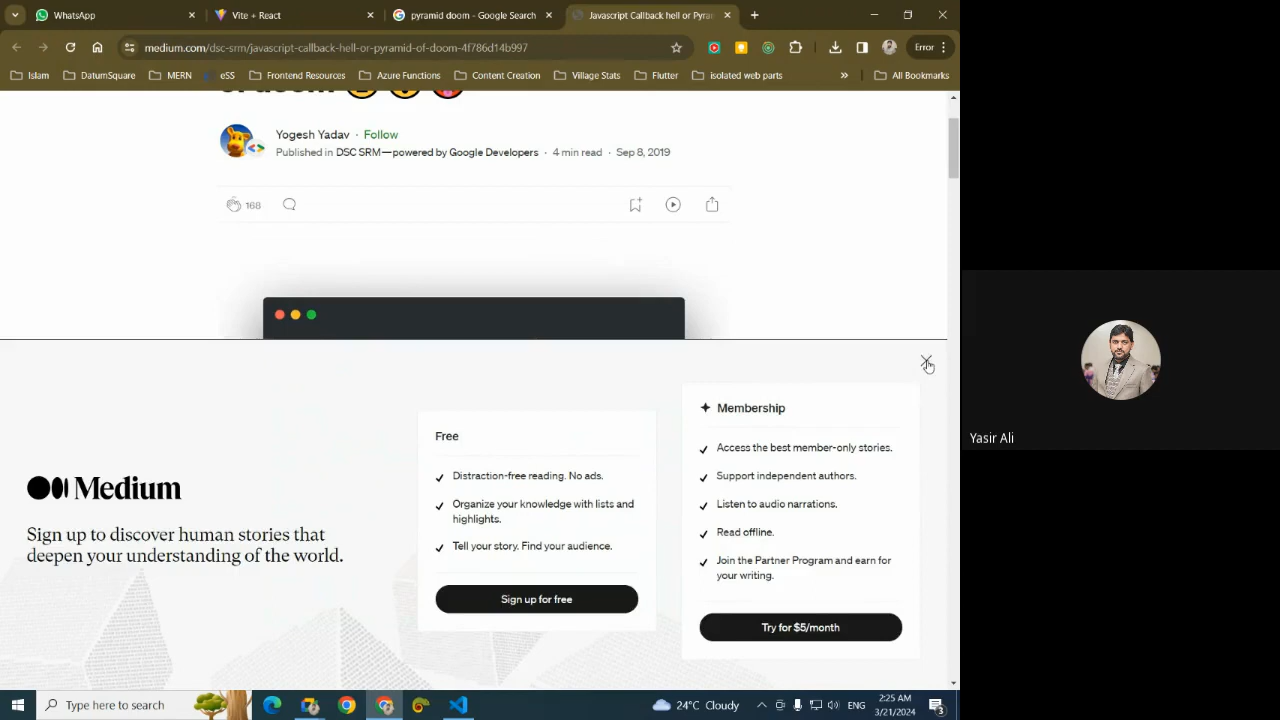 WhatsApp
Vite + React
pyramid doom - Google Search
Javascript Callback hell or Pyram
medium.com/dsc-srm/javascript-callback-hell-or-pyramid-of-doom-4f786d14b997
Error
Islam
DatumSquare
MERN
eSS
Frontend Resources
Azure Functions
Content Creation
Village Stats
Flutter
isolated web parts
»
All Bookmarks
Yogesh Yadav · Follow
Published in DSC SRM — powered by Google Developers · 4 min read · Sep 8, 2019
168
Medium
Sign up to discover human stories that
deepen your understanding of the world.
Free
Distraction-free reading. No ads.
Organize your knowledge with lists and
highlights.
Tell your story. Find your audience.
Sign up for free
Membership
Access the best member-only stories.
Support independent authors.
Listen to audio narrations.
Read offline.
Join the Partner Program and earn for
your writing.
Try for $5/month
Yasir Ali
Type here to search
24°C Cloudy
ENG
2:25 AM
3/21/2024
3